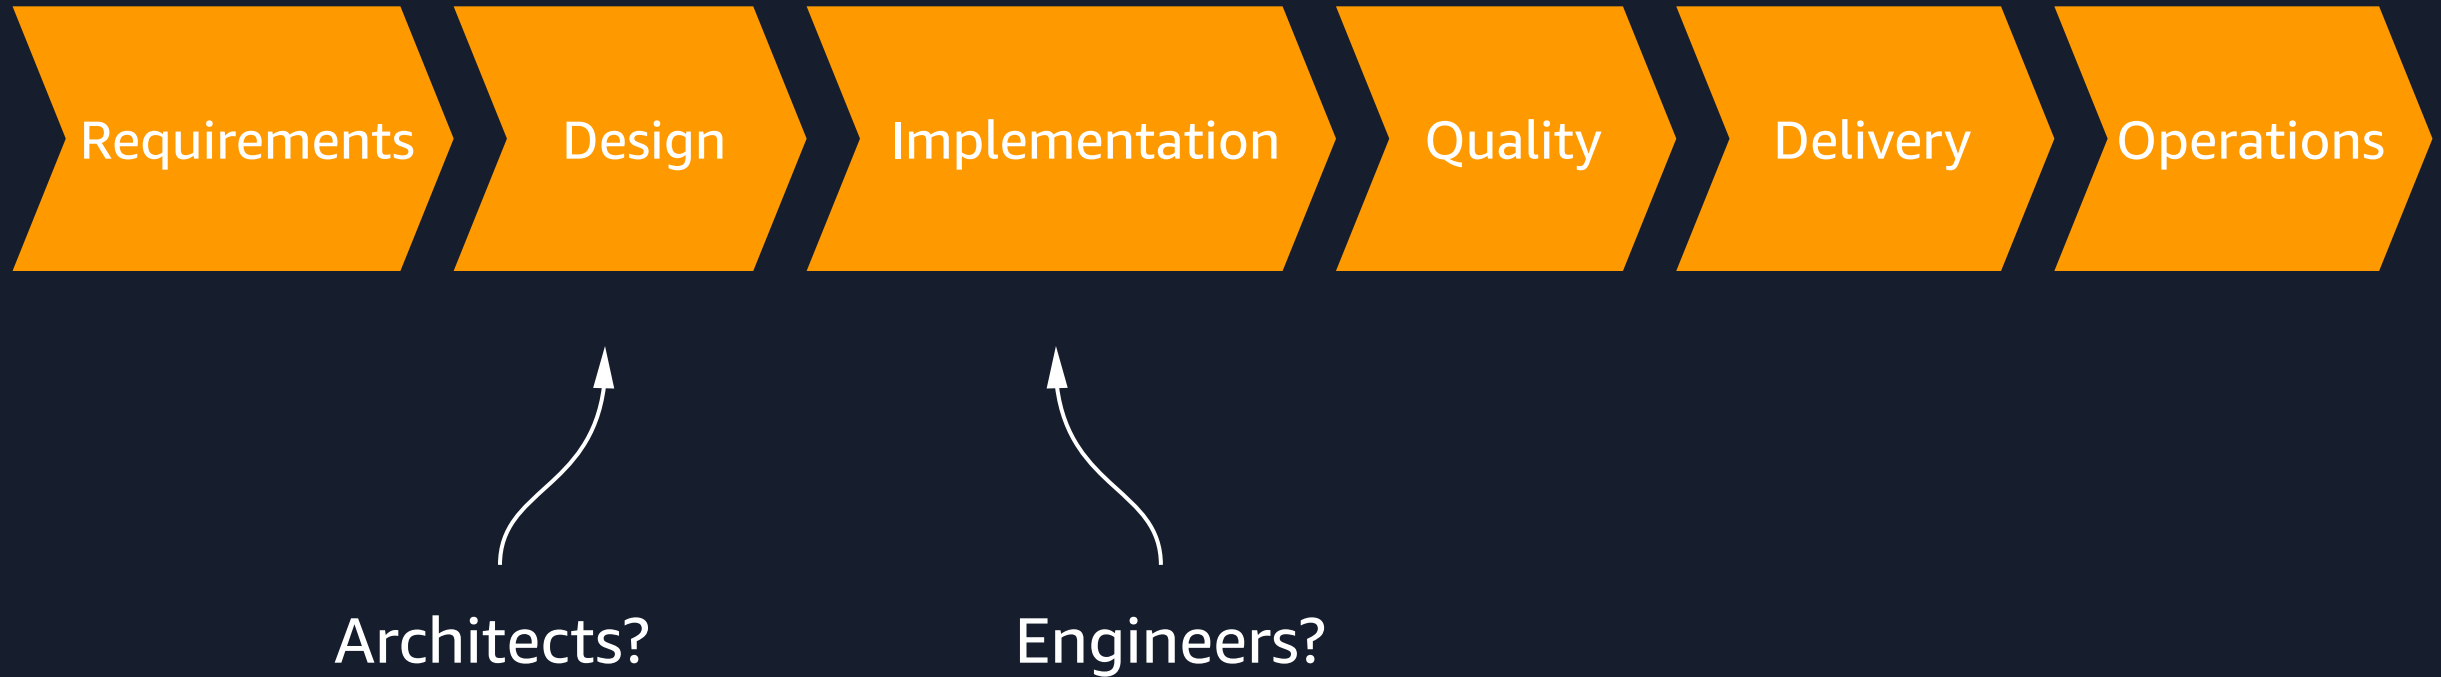 Requirements
Design
Implementation
Quality
Delivery
Operations
Architects?
Engineers?